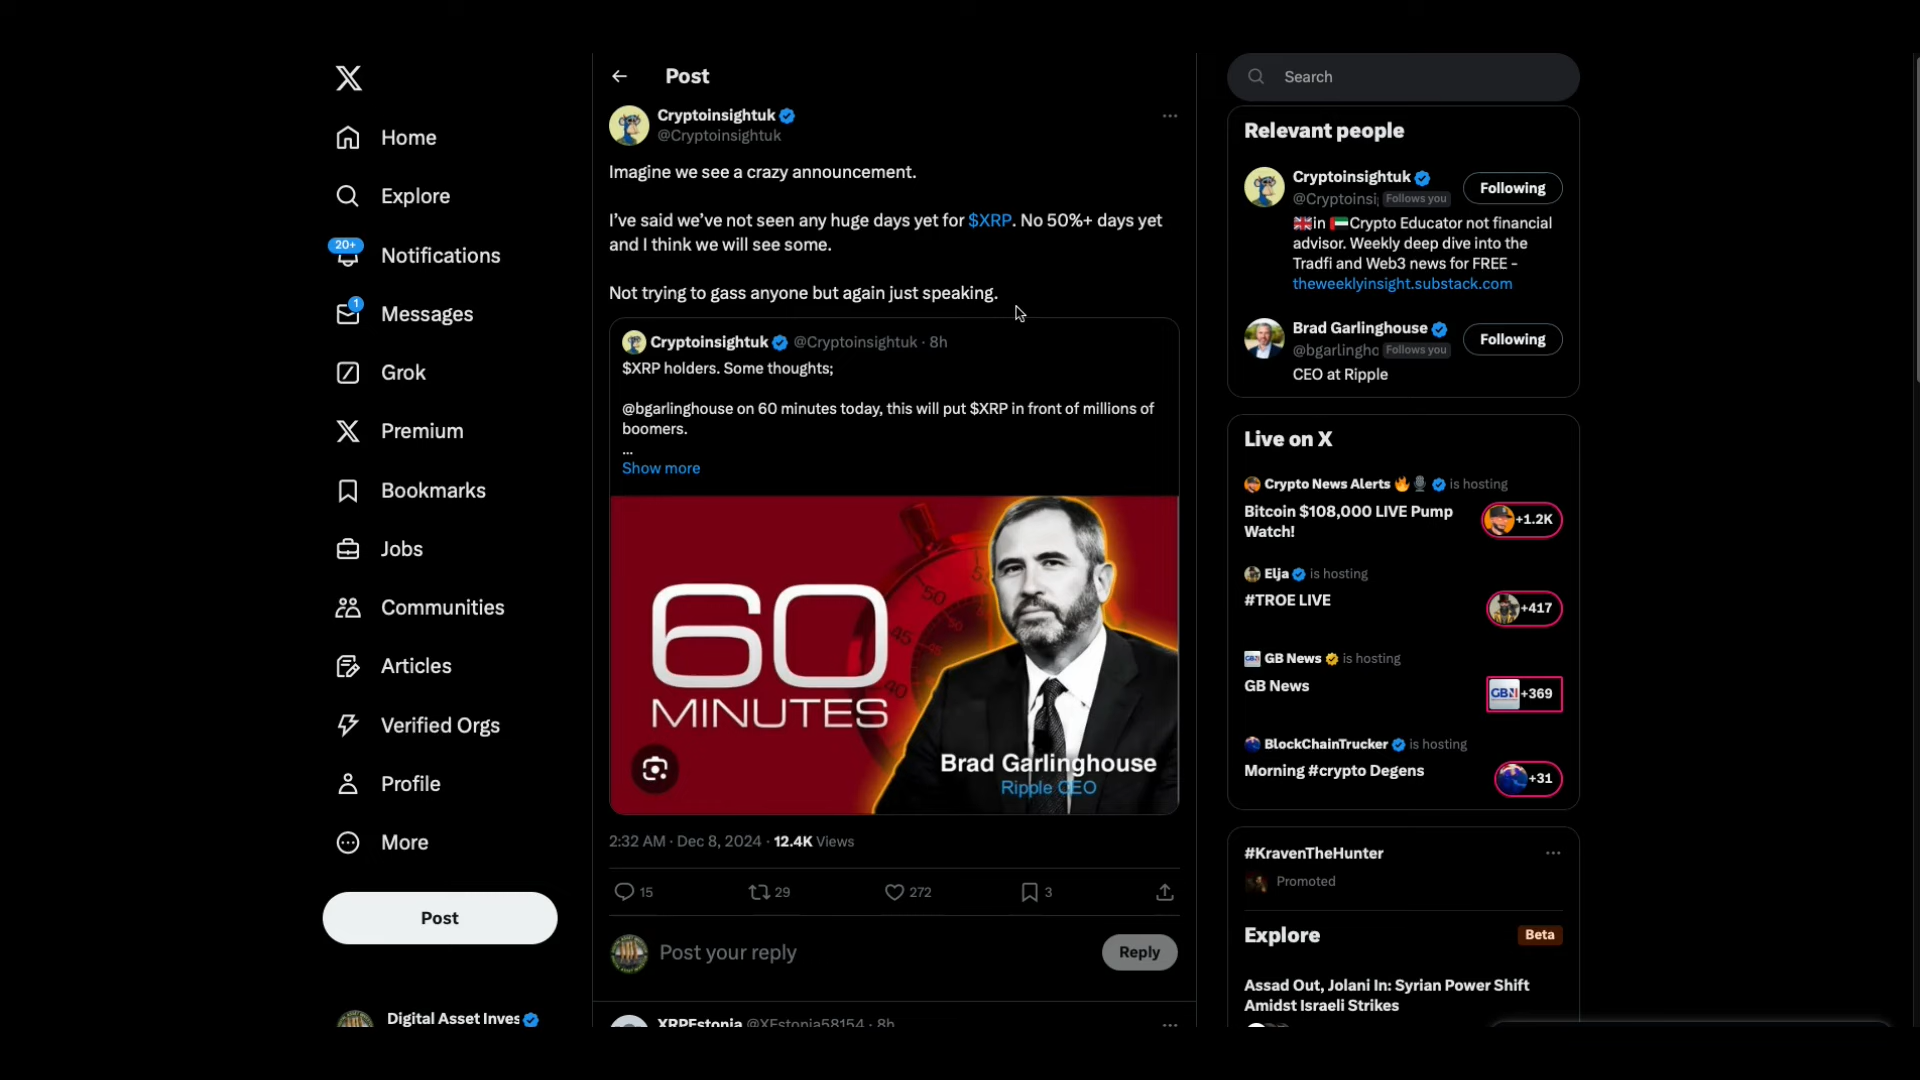 Home
Explore
20+
Notifications
1
Messages
Grok
Premium
Bookmarks
Jobs
Communities
Articles
Verified Orgs
Profile
More
Post
Digital Asset Inves
Post
Cryptoinsightuk
@Cryptoinsightuk
Imagine we see a crazy announcement.
I've said we've not seen any huge days yet for $XRP. No 50%+ days yet
and I think we will see some.
Not trying to gass anyone but again just speaking.
Cryptoinsightuk @Cryptoinsightuk · 8h
$XRP holders. Some thoughts;
@bgarlinghouse on 60 minutes today, this will put $XRP in front of millions of
boomers.
...
Show more
60
MINUTES
50
45
40
Brad Garlinghouse
Ripple CEO
2:32 AM · Dec 8, 2024 · 12.4K Views
15 29 272 3
Post your reply
Reply
XRPEstonia @XEstonia58154 · 8h
Search
Relevant people
Cryptoinsightuk
@Cryptoinsi Follows you
Following
in Crypto Educator not financial
advisor. Weekly deep dive into the
Tradfi and Web3 news for FREE -
theweeklyinsight.substack.com
Brad Garlinghouse
@bgarlingho Follows you
Following
CEO at Ripple
Live on X
Crypto News Alerts is hosting
Bitcoin $108,000 LIVE Pump
Watch!
+1.2K
Elja is hosting
#TROE LIVE
+417
GB News is hosting
GB News
GBN
+369
BlockChainTrucker is hosting
Morning #crypto Degens
+31
#KravenTheHunter
Promoted
Explore
Beta
Assad Out, Jolani In: Syrian Power Shift
Amidst Israeli Strikes